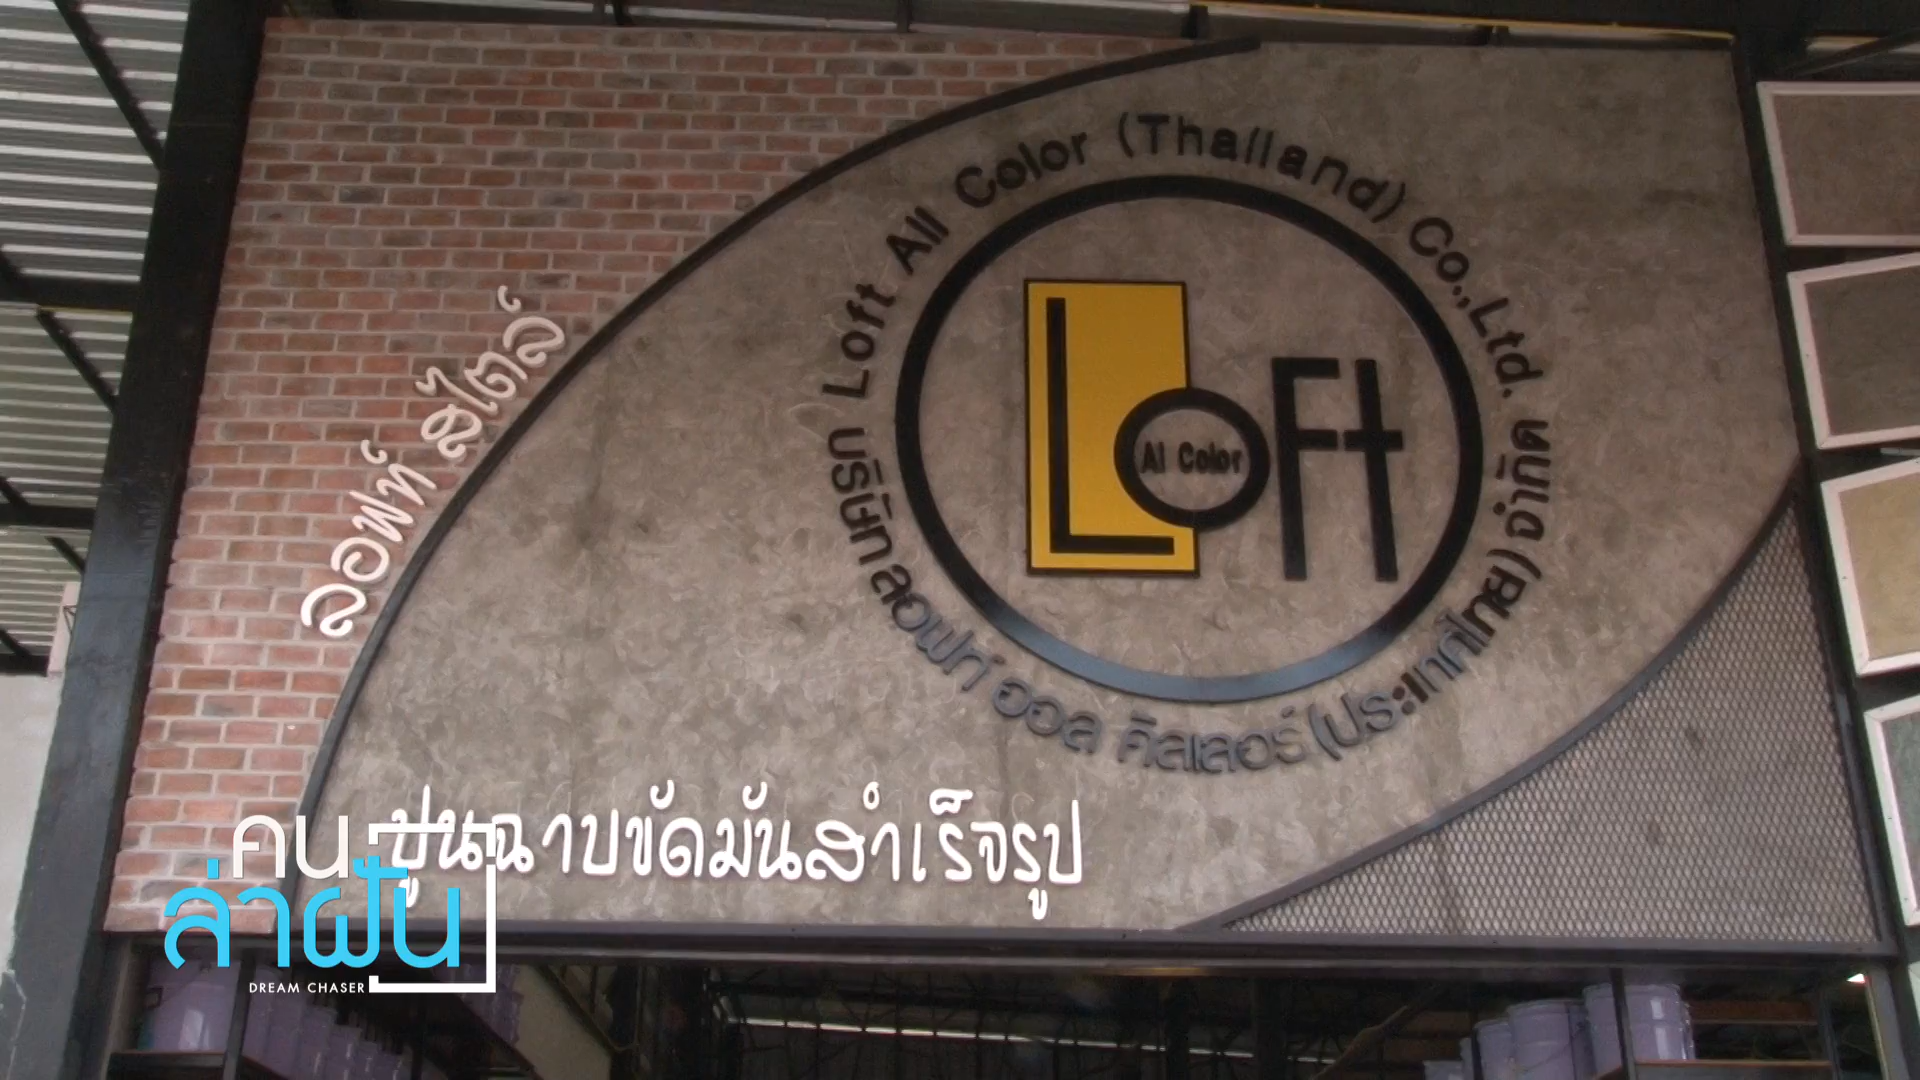 Loft All Color (Thailand) Co.,Ltd.
LoFt
Al Color
บริษัท ลอฟท์ ออล คัลเลอร์ (ประเทศไทย) จำกัด
ลอฟท์ สไตล์
ปูนฉาบขัดมันสำเร็จรูป
คน
ล่าฝัน
DREAM CHASER